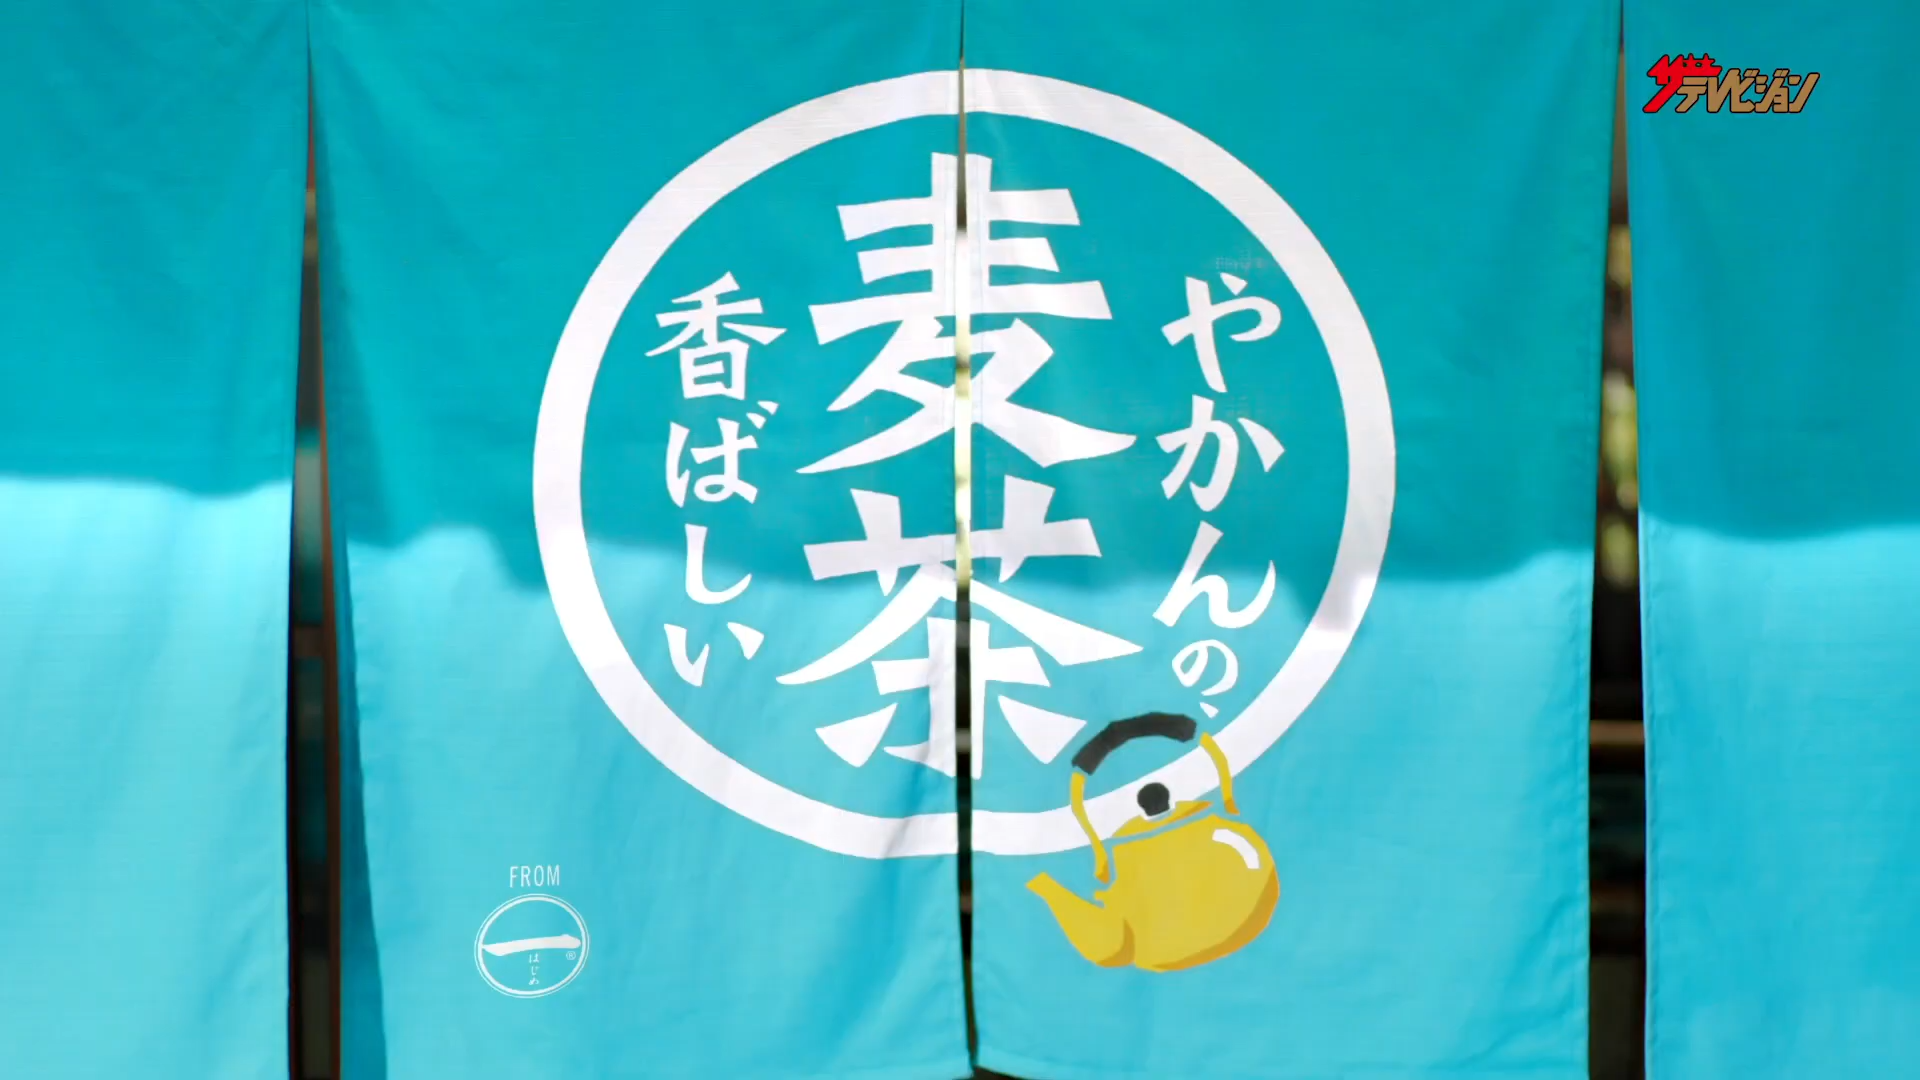 ザテレビジョン
やかんの、
麦茶
香ばしい
FROM
一
はじめ
®